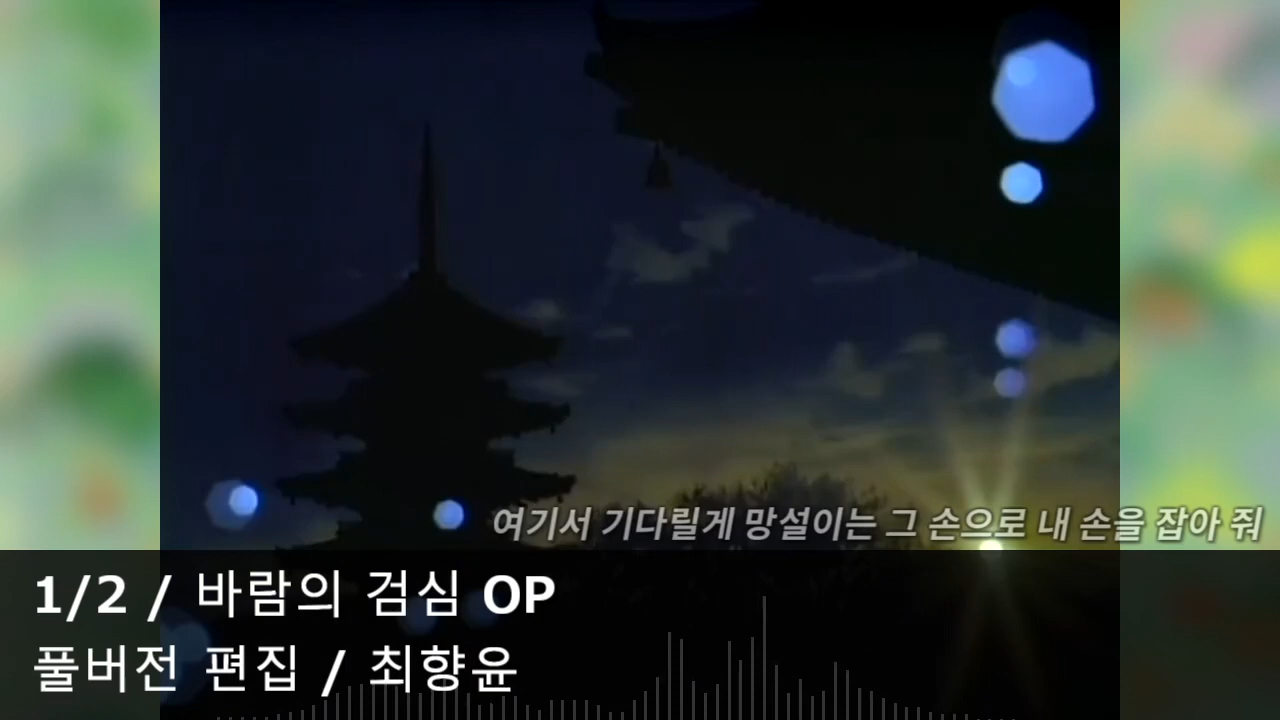 여기서 기다릴게 망설이는 그 손으로 내 손을 잡아 줘
1/2 / 바람의 검심 OP
풀버전 편집 / 최향윤